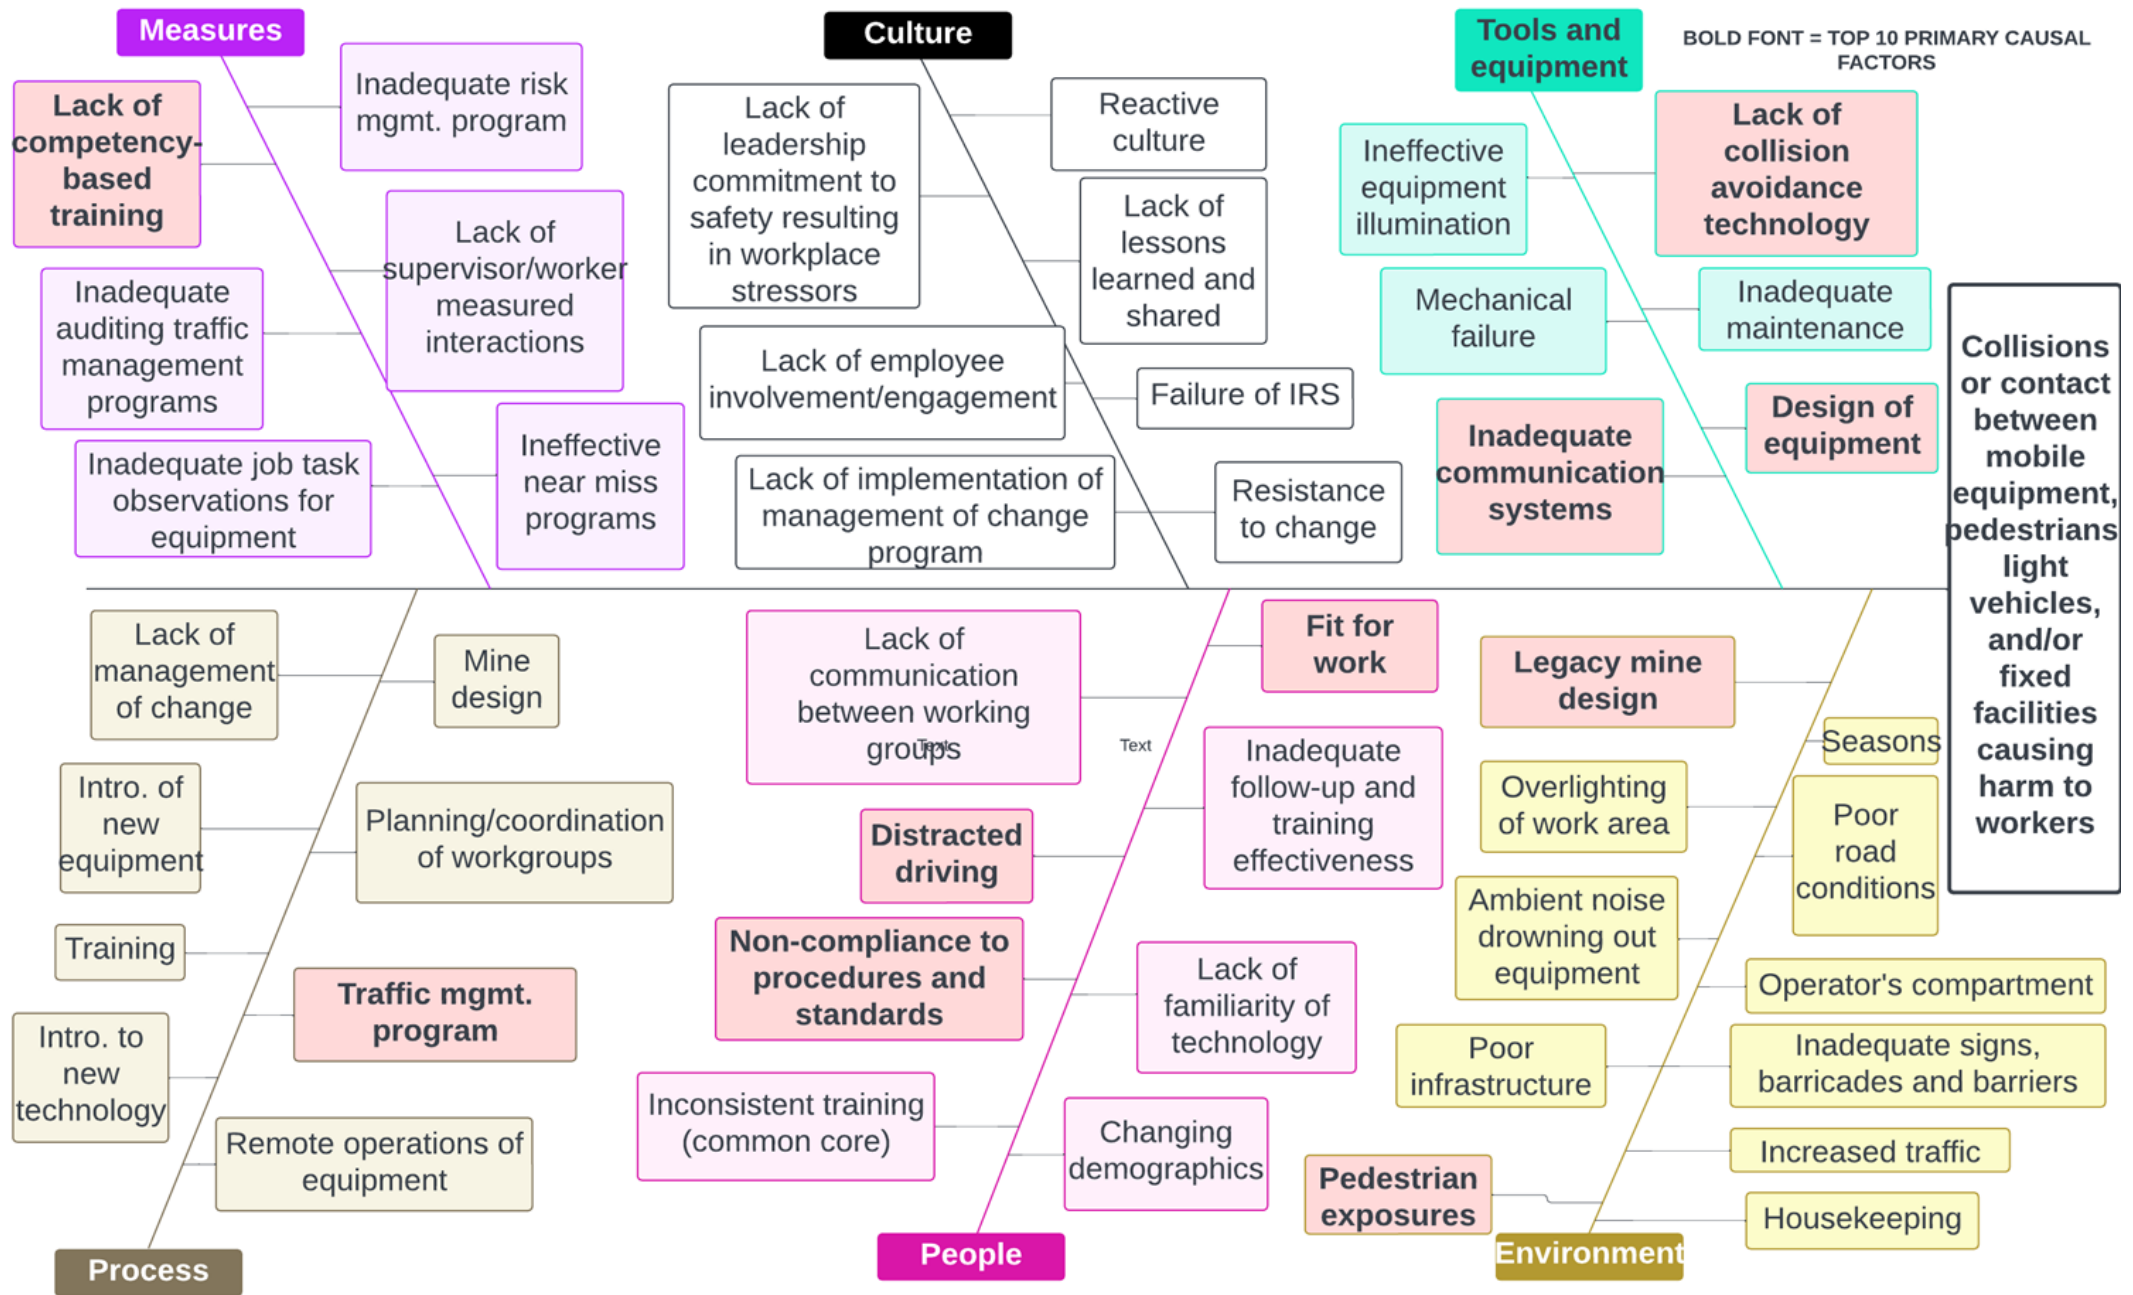 Measures
Inadequate risk
mgmt. program
Lack of
competency-
based
training
Lack of
supervisor/worker
measured
interactions
Inadequate
auditing traffic
management
programs
Ineffective
near miss
programs
Inadequate job task
observations for
equipment
Culture
Lack of
leadership
commitment to
safety resulting
in workplace
stressors
Reactive
culture
Lack of
lessons
learned and
shared
Lack of employee
involvement/engagement
Failure of IRS
Lack of implementation of
management of change
program
Resistance
to change
Tools and
equipment
BOLD FONT = TOP 10 PRIMARY CAUSAL
FACTORS
Ineffective
equipment
illumination
Lack of
collision
avoidance
technology
Mechanical
failure
Inadequate
maintenance
Inadequate
communication
systems
Design of
equipment
Collisions
or contact
between
mobile
equipment,
pedestrians
light
vehicles,
and/or
fixed
facilities
causing
harm to
workers
Lack of
management
of change
Mine
design
Intro. of
new
equipment
Planning/coordination
of workgroups
Training
Traffic mgmt.
program
Intro. to
new
technology
Remote operations of
equipment
Process
Lack of
communication
between working
groups
Text
Text
Fit for
work
Inadequate
follow-up and
training
effectiveness
Distracted
driving
Non-compliance to
procedures and
standards
Lack of
familiarity of
technology
Inconsistent training
(common core)
Changing
demographics
People
Legacy mine
design
Seasons
Overlighting
of work area
Poor
road
conditions
Ambient noise
drowning out
equipment
Operator's compartment
Poor
infrastructure
Inadequate signs,
barricades and barriers
Increased traffic
Pedestrian
exposures
Housekeeping
Environment